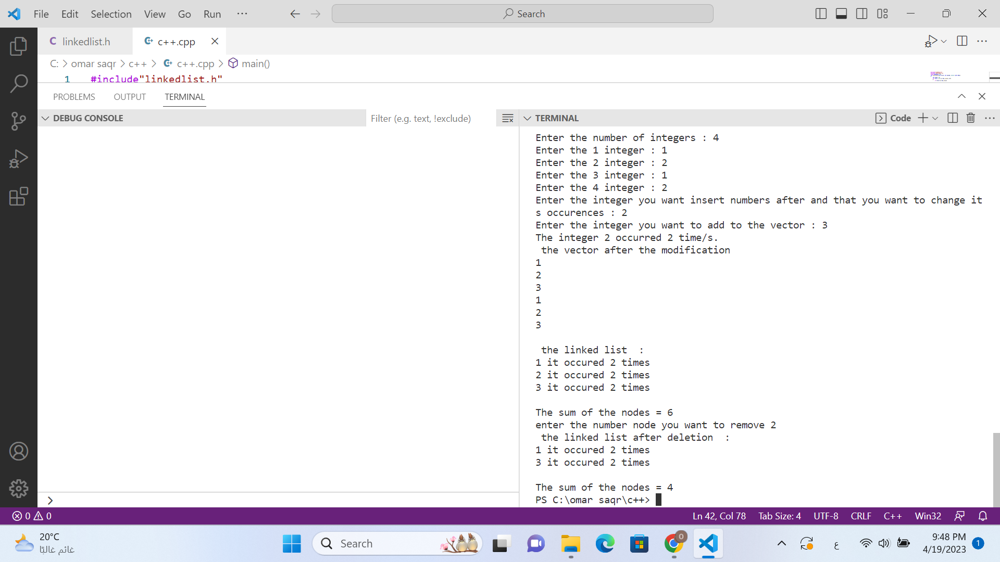 File Edit Selection View Go Run ··· Search
linkedlist.h c++.cpp
C: > omar saqr > c++ > c++.cpp > main()
1 #include"linkedlist.h"
PROBLEMS OUTPUT TERMINAL
DEBUG CONSOLE Filter (e.g. text, !exclude)
TERMINAL Code
Enter the number of integers : 4
Enter the 1 integer : 1
Enter the 2 integer : 2
Enter the 3 integer : 1
Enter the 4 integer : 2
Enter the integer you want insert numbers after and that you want to change it
s occurences : 2
Enter the integer you want to add to the vector : 3
The integer 2 occurred 2 time/s.
the vector after the modification
1
2
3
1
2
3
the linked list  :
1 it occured 2 times
2 it occured 2 times
3 it occured 2 times
The sum of the nodes = 6
enter the number node you want to remove 2
the linked list after deletion  :
1 it occured 2 times
3 it occured 2 times
The sum of the nodes = 4
PS C:\omar saqr\c++>
>
0 0 Ln 42, Col 78 Tab Size: 4 UTF-8 CRLF C++ Win32
20°C
غائم غالبًا
Search
0
ع
9:48 PM
4/19/2023
1